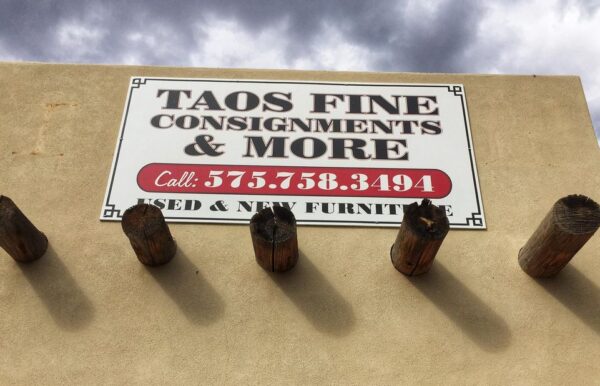 TAOS FINE
CONSIGNMENTS
& MORE
Call: 575.758.3494
USED & NEW FURNITURE